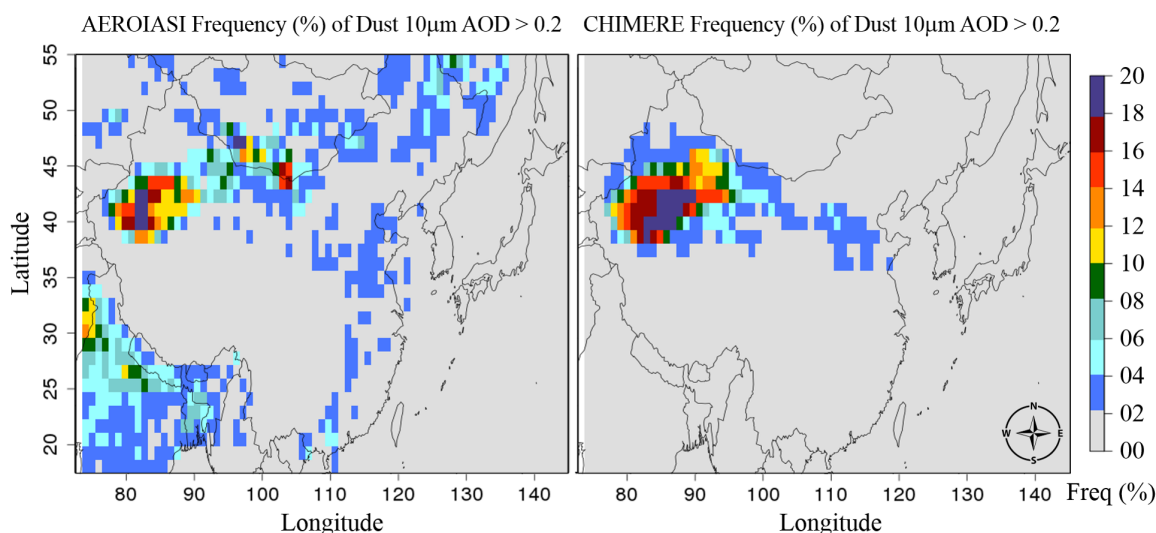 AEROIASI Frequency (%) of Dust 10μm AOD > 0.2
CHIMERE Frequency (%) of Dust 10μm AOD > 0.2
Latitude
55
50
45
40
35
30
25
20
80 90 100 110 120 130 140
Longitude
80 90 100 110 120 130 140
Longitude
N
W E
S
20
18
16
14
12
10
08
06
04
02
00
Freq (%)